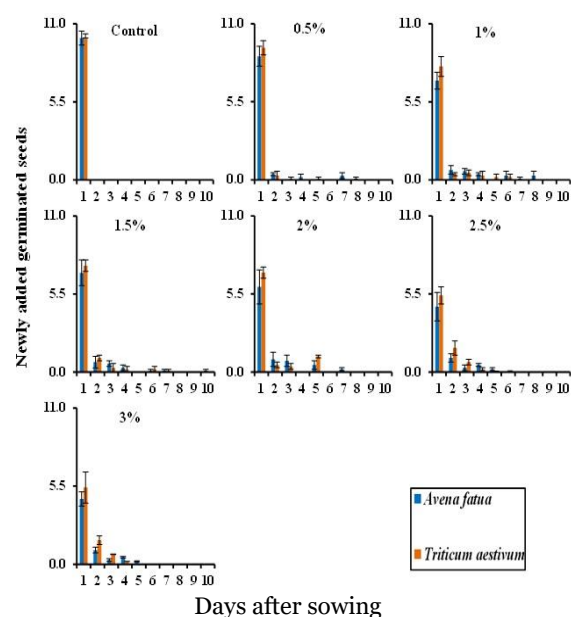 Newly added germinated seeds
Control
11.0
5.5
0.0
1 2 3 4 5 6 7 8 9 10
0.5%
11.0
5.5
0.0
1 2 3 4 5 6 7 8 9 10
1%
11.0
5.5
0.0
1 2 3 4 5 6 7 8 9 10
1.5%
11.0
5.5
0.0
1 2 3 4 5 6 7 8 9 10
2%
11.0
5.5
0.0
1 2 3 4 5 6 7 8 9 10
2.5%
11.0
5.5
0.0
1 2 3 4 5 6 7 8 9 10
3%
11.0
5.5
0.0
1 2 3 4 5 6 7 8 9 10
Avena fatua
Triticum aestivum
Days after sowing